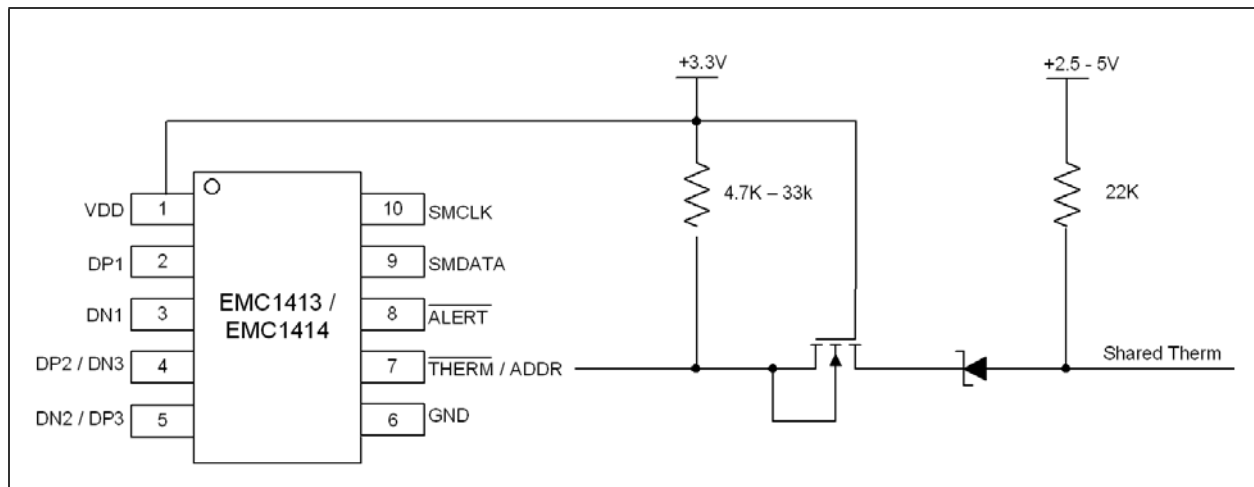 +3.3V
+2.5 - 5V
4.7K – 33k
22K
VDD 1
10 SMCLK
DP1 2
9 SMDATA
DN1 3
EMC1413 /
EMC1414
8 ALERT
DP2 / DN3 4
7 THERM / ADDR
Shared Therm
DN2 / DP3 5
6 GND